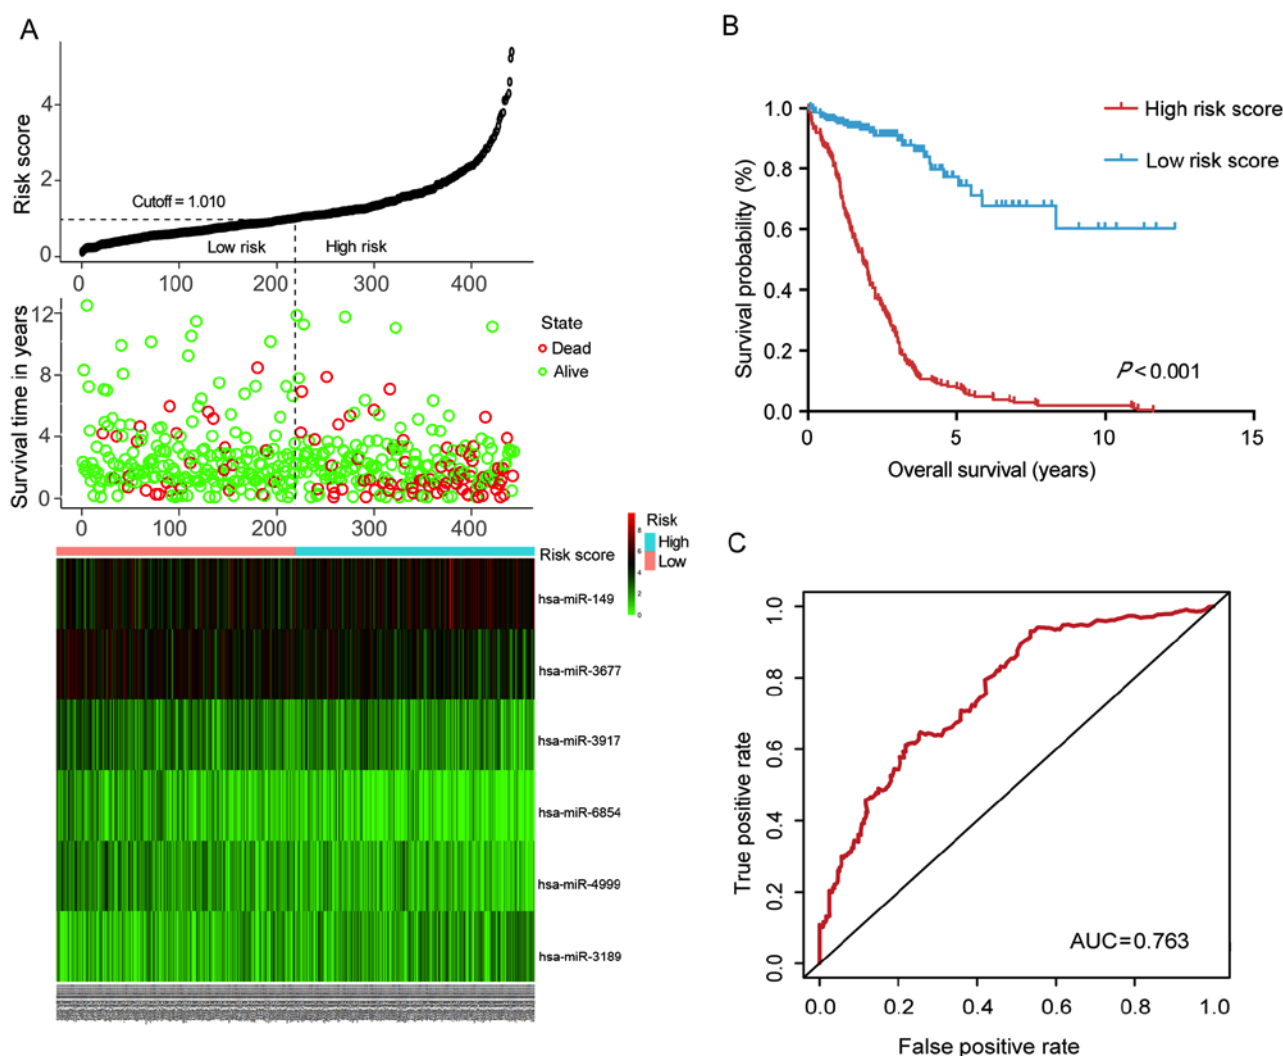 A
Risk score
4
2
0
Cutoff = 1.010
Low risk
High risk
0
100
200
300
400
Survival time in years
12
8
4
0
State
Dead
Alive
0
100
200
300
400
Risk score
Risk
High
Low
8
6
4
2
0
hsa-miR-149
hsa-miR-3677
hsa-miR-3917
hsa-miR-6854
hsa-miR-4999
hsa-miR-3189
B
Survival probability (%)
1.0
0.8
0.6
0.4
0.2
0.0
High risk score
Low risk score
P < 0.001
0
5
10
15
Overall survival (years)
C
True positive rate
1.0
0.8
0.6
0.4
0.2
0.0
AUC=0.763
0.0
0.2
0.4
0.6
0.8
1.0
False positive rate